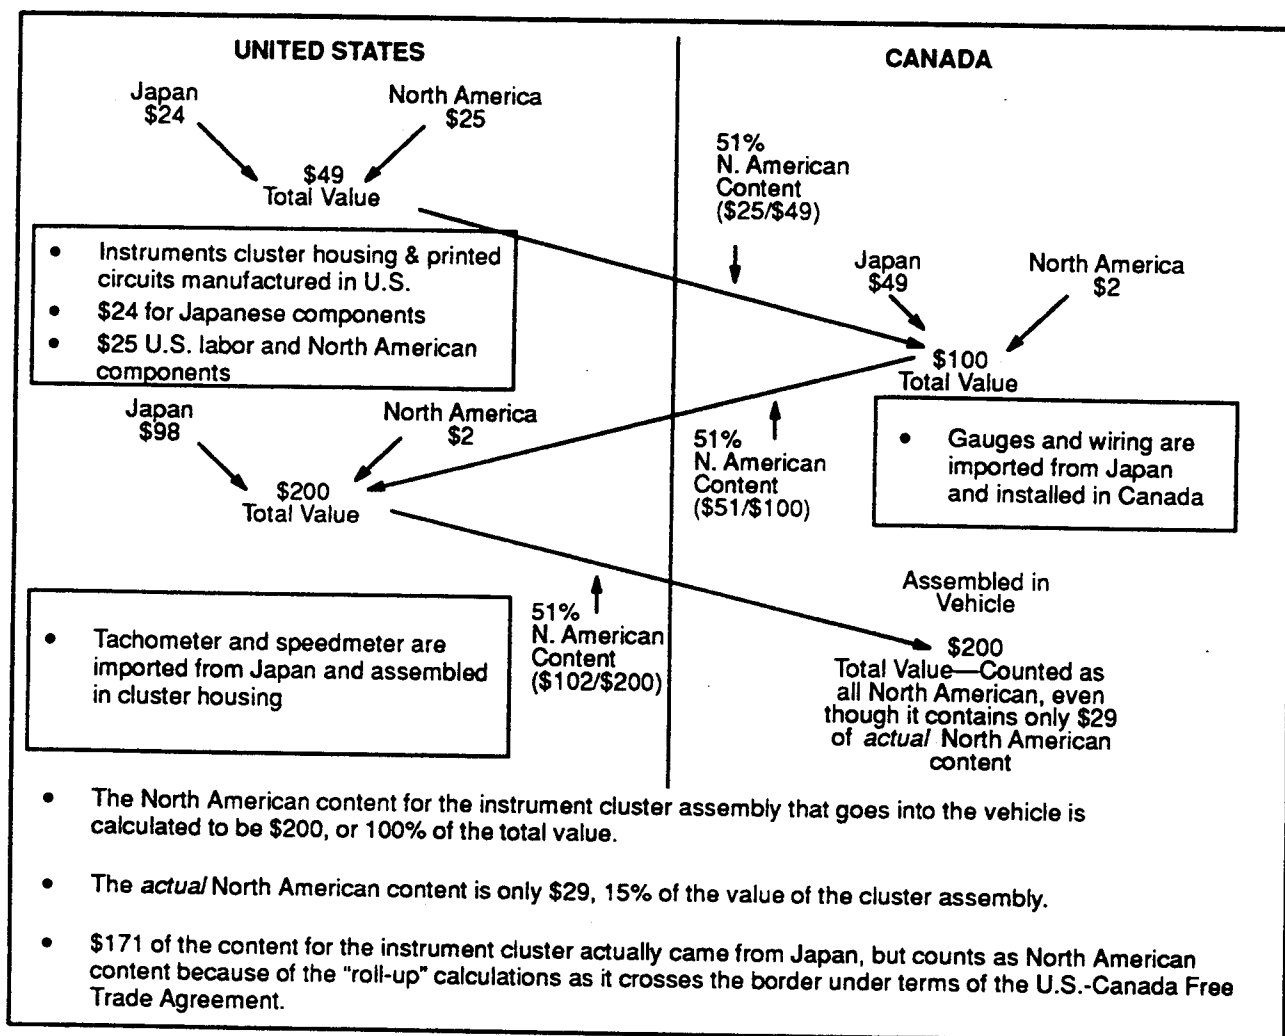 UNITED STATES
Japan
$24
North America
$25
$49
Total Value
• Instruments cluster housing & printed
circuits manufactured in U.S.
• $24 for Japanese components
• $25 U.S. labor and North American
components
Japan
$98
North America
$2
$200
Total Value
• Tachometer and speedmeter are
imported from Japan and assembled
in cluster housing
51%
N. American
Content
($102/$200)
CANADA
51%
N. American
Content
($25/$49)
Japan
$49
North America
$2
$100
Total Value
51%
N. American
Content
($51/$100)
• Gauges and wiring are
imported from Japan
and installed in Canada
Assembled in
Vehicle
$200
Total Value—Counted as
all North American, even
though it contains only $29
of actual North American
content
• The North American content for the instrument cluster assembly that goes into the vehicle is
calculated to be $200, or 100% of the total value.
• The actual North American content is only $29, 15% of the value of the cluster assembly.
• $171 of the content for the instrument cluster actually came from Japan, but counts as North American
content because of the "roll-up" calculations as it crosses the border under terms of the U.S.-Canada Free
Trade Agreement.